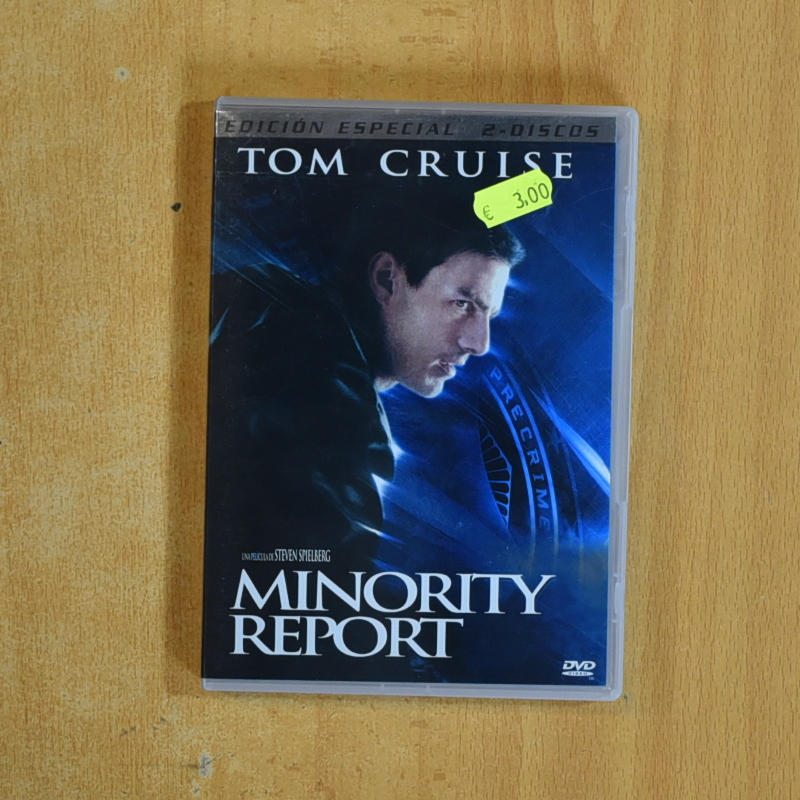 EDICIÓN ESPECIAL 2-DISCOS
TOM CRUISE
€ 3,00
PRECRIME
UNA PELICULA DE STEVEN SPIELBERG
MINORITY
REPORT
DVD
VIDEO